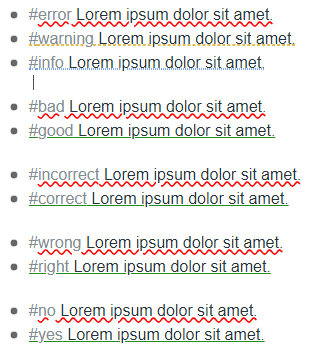 #error Lorem ipsum dolor sit amet.
#warning Lorem ipsum dolor sit amet.
#info Lorem ipsum dolor sit amet.
#bad Lorem ipsum dolor sit amet.
#good Lorem ipsum dolor sit amet.
#incorrect Lorem ipsum dolor sit amet.
#correct Lorem ipsum dolor sit amet.
#wrong Lorem ipsum dolor sit amet.
#right Lorem ipsum dolor sit amet.
#no Lorem ipsum dolor sit amet.
#yes Lorem ipsum dolor sit amet.